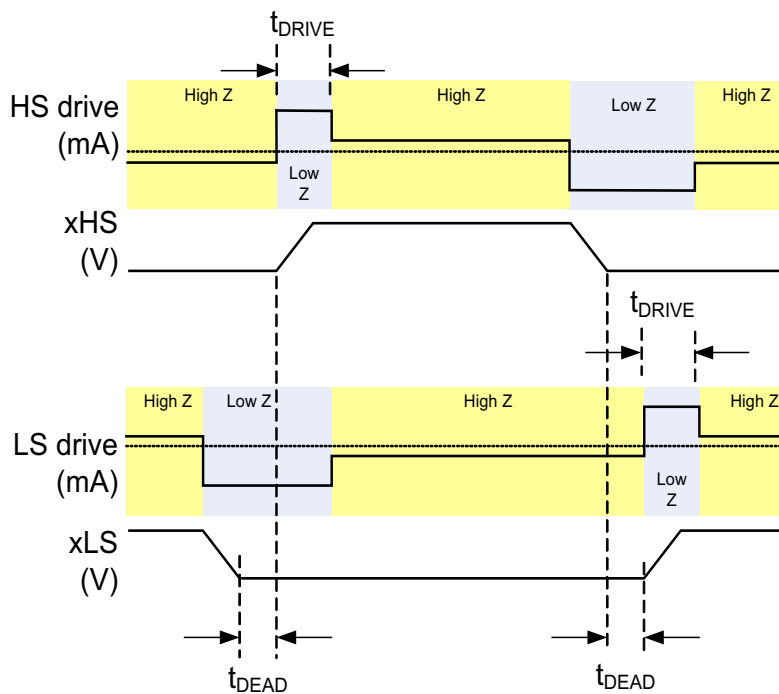 tDRIVE
High Z
High Z
Low Z
High Z
HS drive
(mA)
Low
Z
xHS
(V)
tDRIVE
High Z
Low Z
High Z
High Z
LS drive
(mA)
Low
Z
xLS
(V)
tDEAD
tDEAD